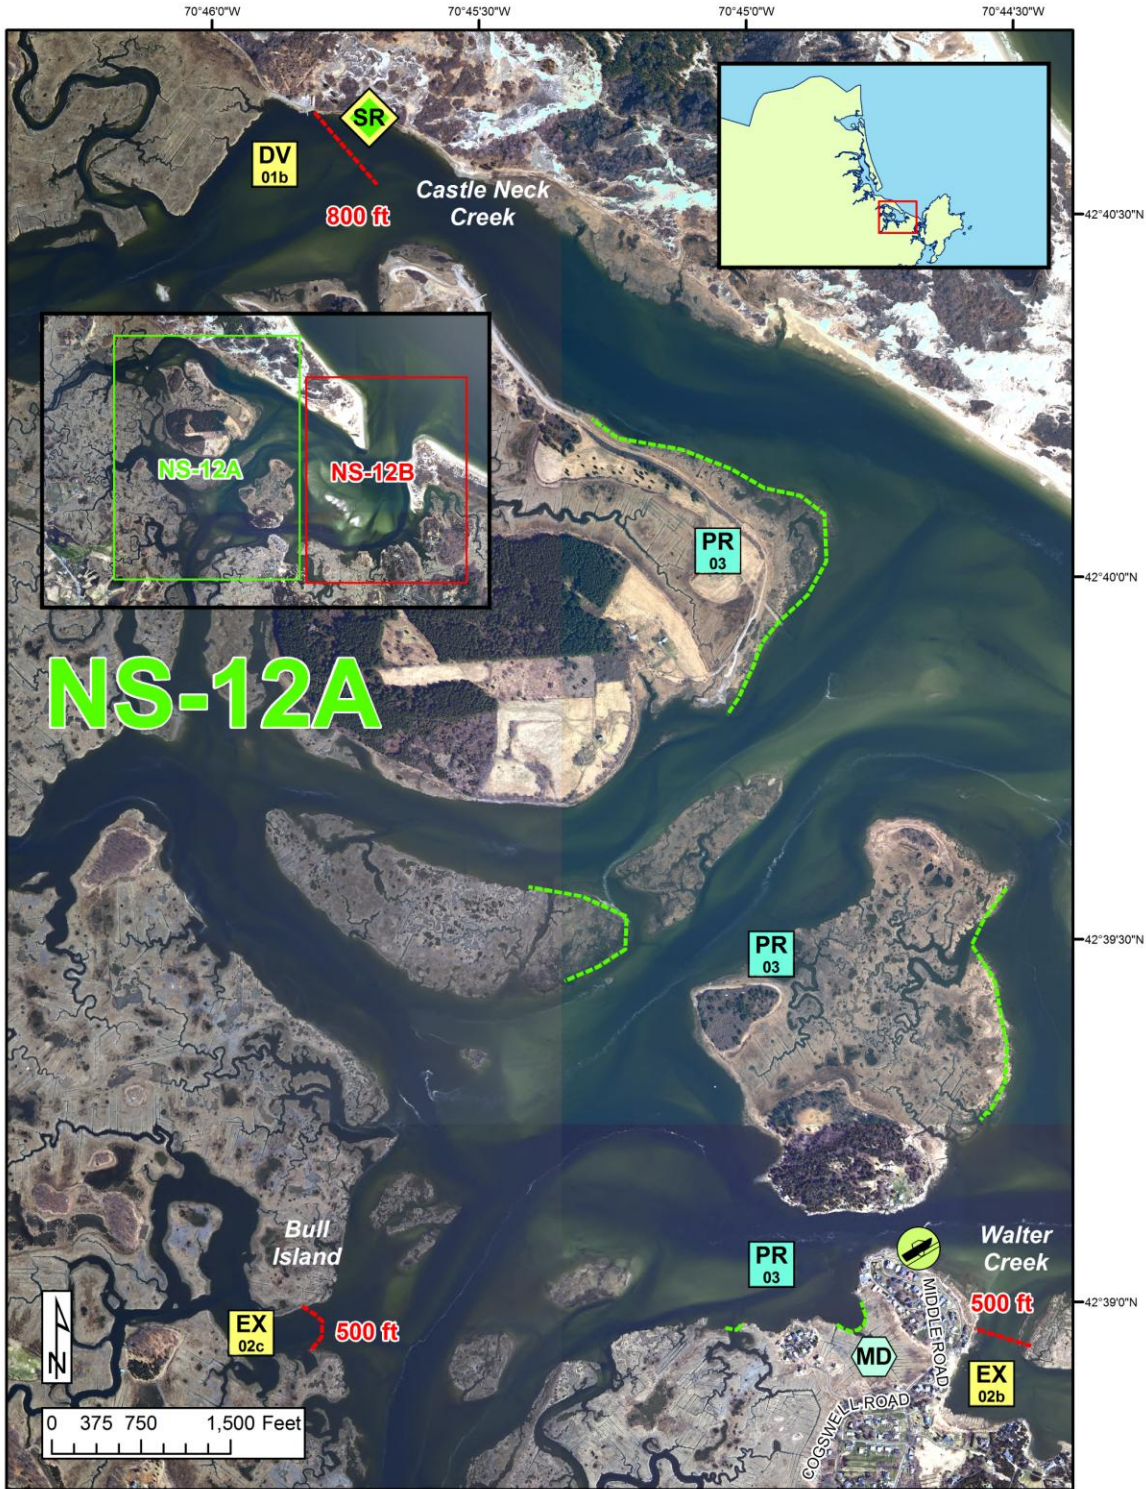 70°46'0"W
70°45'30"W
70°45'0"W
70°44'30"W
SR
DV
01b
Castle Neck
Creek
800 ft
42°40'30"N
NS-12A
NS-12B
PR
03
42°40'0"N
NS-12A
PR
03
42°39'30"N
Bull
Island
PR
03
Walter
Creek
MIDDLE ROAD
500 ft
42°39'0"N
EX
02c
500 ft
MD
EX
02b
COGSWELL ROAD
N
0 375 750 1,500 Feet